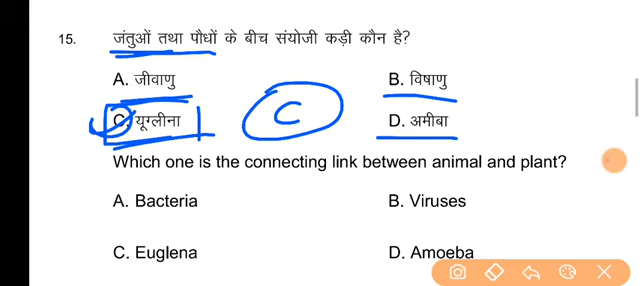 15. जंतुओं तथा पौधों के बीच संयोजी कड़ी कौन है?
A. जीवाणु B. विषाणु
C. यूग्लीना C D. अमीबा
Which one is the connecting link between animal and plant?
A. Bacteria B. Viruses
C. Euglena D. Amoeba